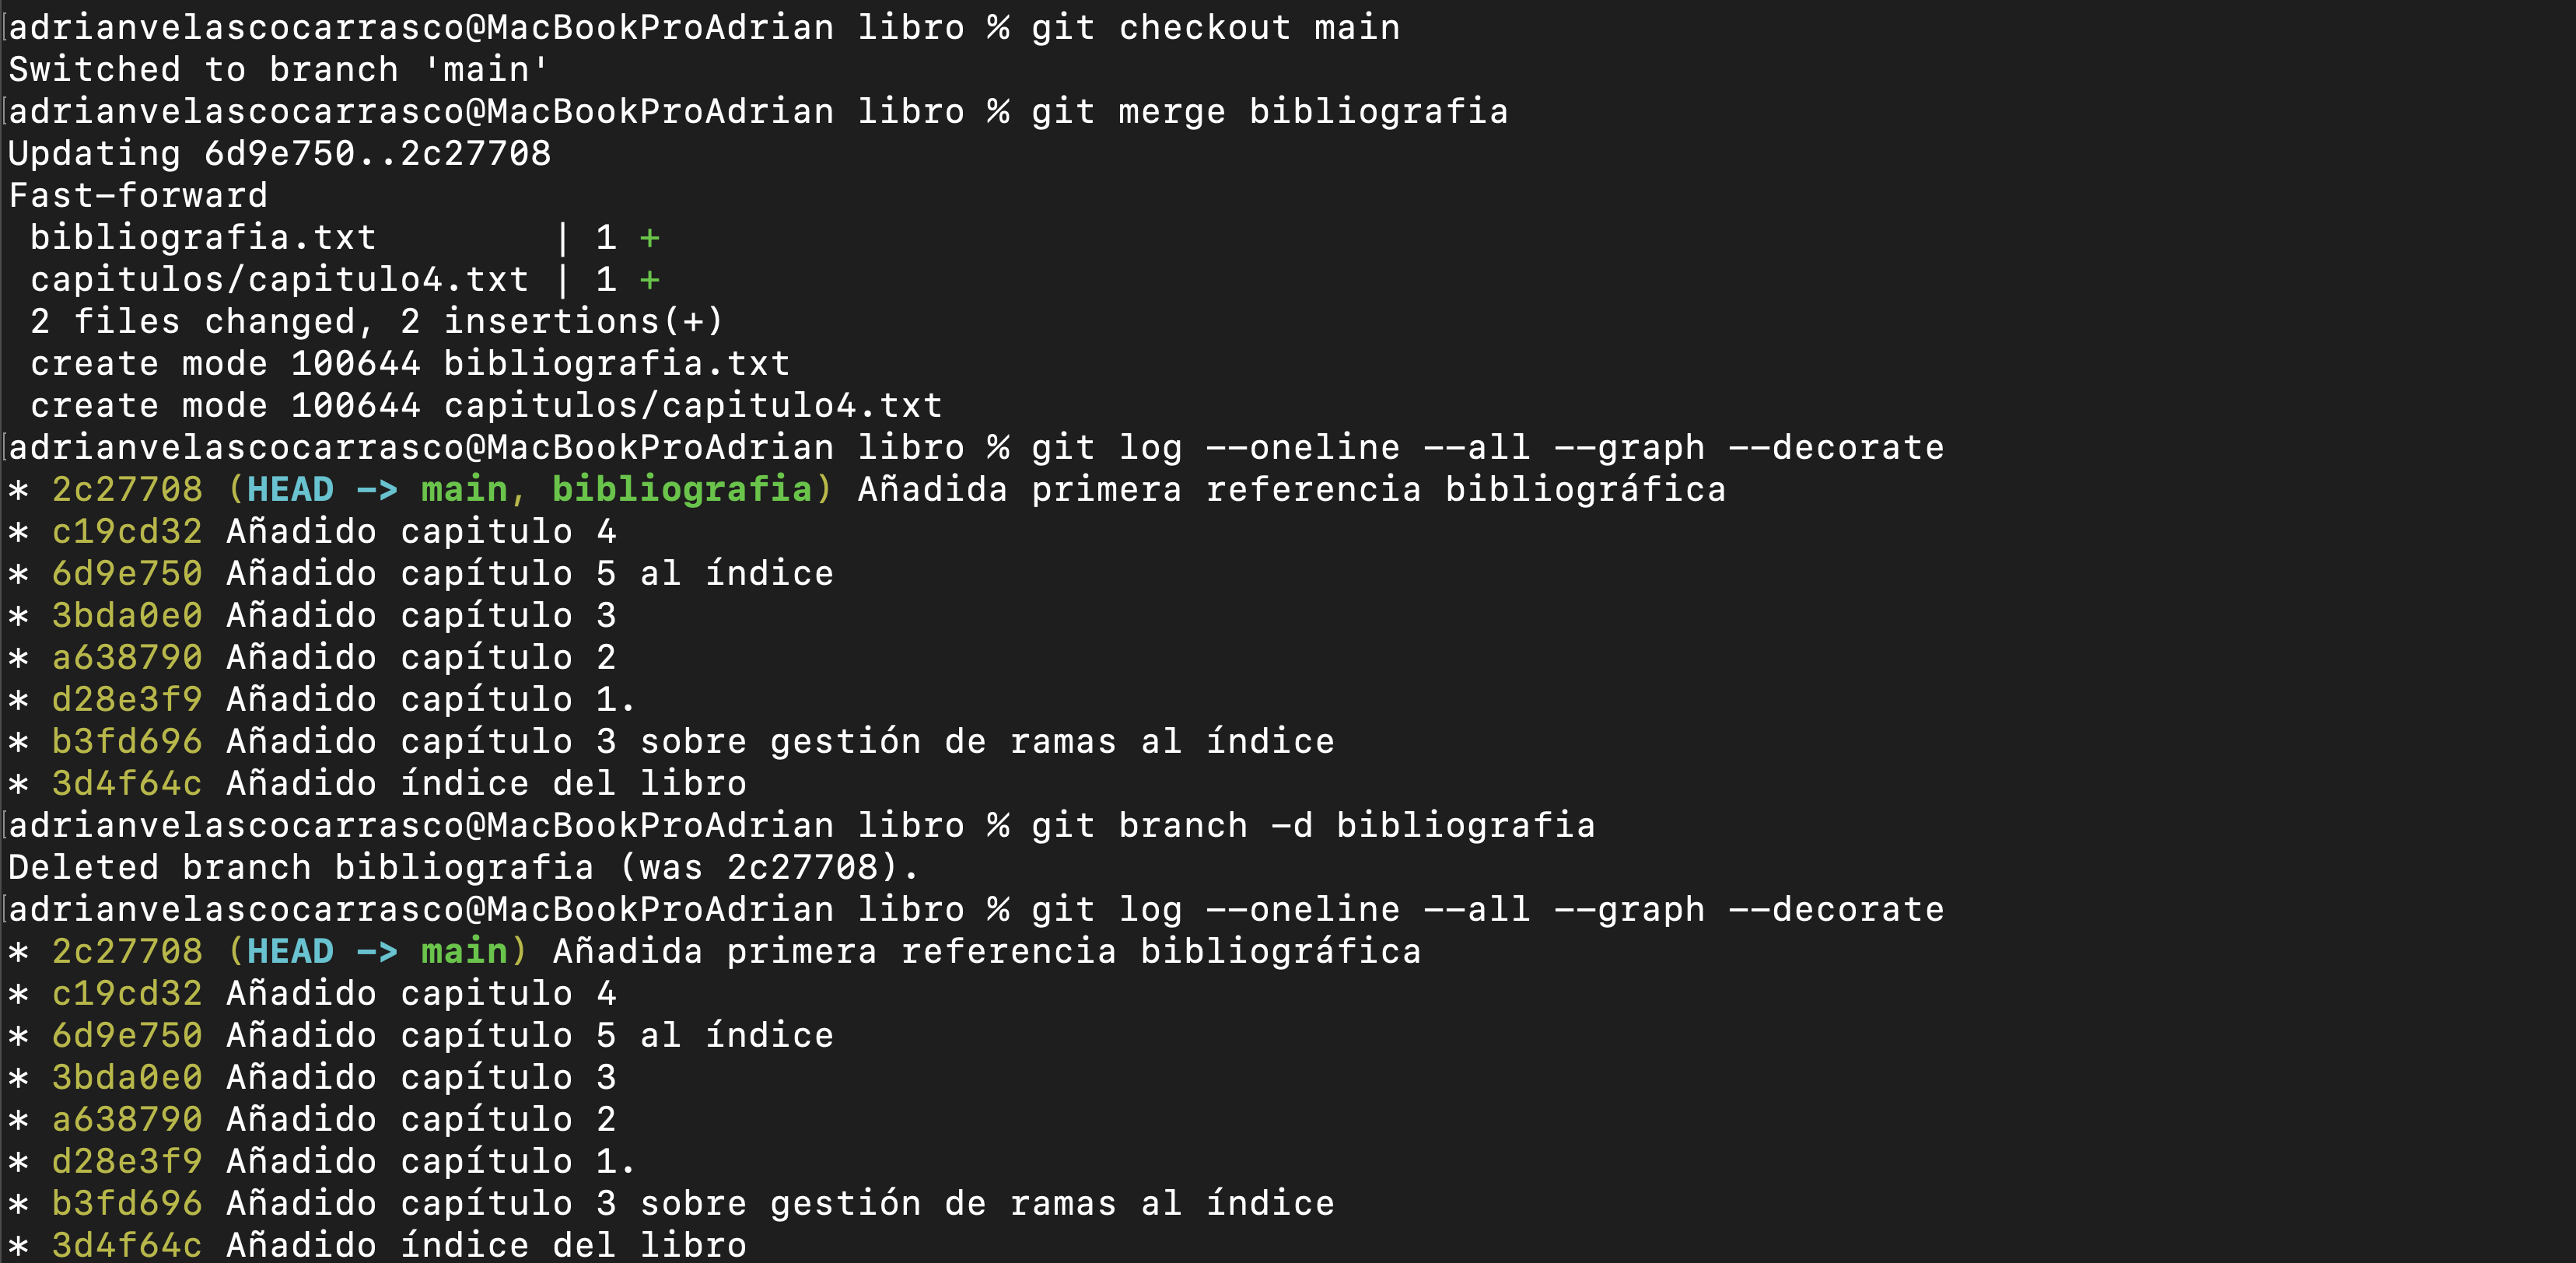 adrianvelascocarrasco@MacBookProAdrian libro % git checkout main
Switched to branch 'main'
adrianvelascocarrasco@MacBookProAdrian libro % git merge bibliografia
Updating 6d9e750..2c27708
Fast-forward
 bibliografia.txt        | 1 +
 capitulos/capitulo4.txt | 1 +
 2 files changed, 2 insertions(+)
 create mode 100644 bibliografia.txt
 create mode 100644 capitulos/capitulo4.txt
adrianvelascocarrasco@MacBookProAdrian libro % git log --oneline --all --graph --decorate
* 2c27708 (HEAD -> main, bibliografia) Añadida primera referencia bibliográfica
* c19cd32 Añadido capitulo 4
* 6d9e750 Añadido capítulo 5 al índice
* 3bda0e0 Añadido capítulo 3
* a638790 Añadido capítulo 2
* d28e3f9 Añadido capítulo 1.
* b3fd696 Añadido capítulo 3 sobre gestión de ramas al índice
* 3d4f64c Añadido índice del libro
adrianvelascocarrasco@MacBookProAdrian libro % git branch -d bibliografia
Deleted branch bibliografia (was 2c27708).
adrianvelascocarrasco@MacBookProAdrian libro % git log --oneline --all --graph --decorate
* 2c27708 (HEAD -> main) Añadida primera referencia bibliográfica
* c19cd32 Añadido capitulo 4
* 6d9e750 Añadido capítulo 5 al índice
* 3bda0e0 Añadido capítulo 3
* a638790 Añadido capítulo 2
* d28e3f9 Añadido capítulo 1.
* b3fd696 Añadido capítulo 3 sobre gestión de ramas al índice
* 3d4f64c Añadido índice del libro